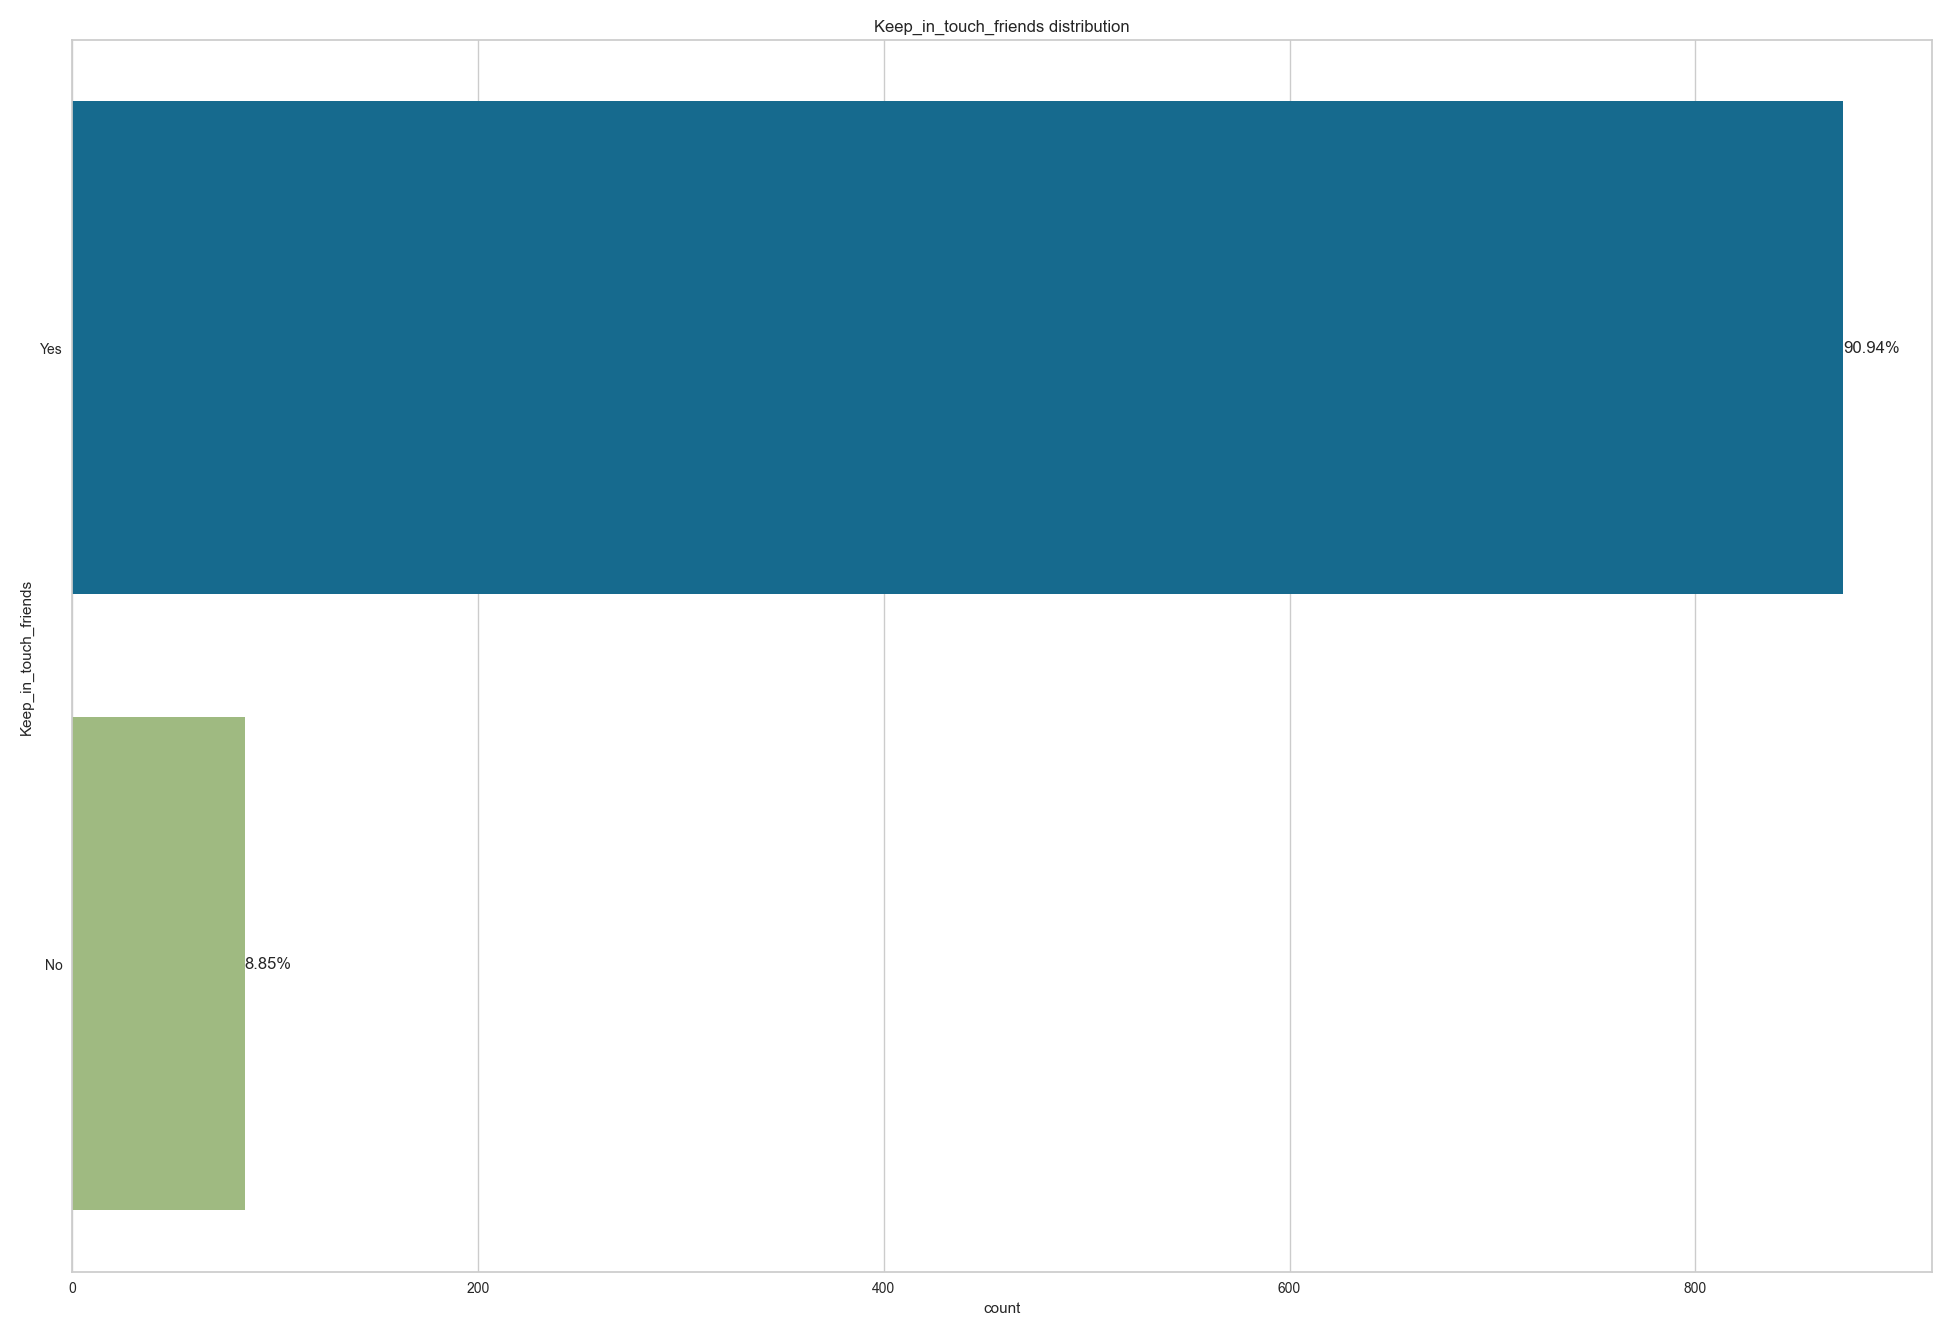 Keep_in_touch_friends distribution
Yes
90.94%
Keep_in_touch_friends
No
8.85%
0 200 400 600 800
count